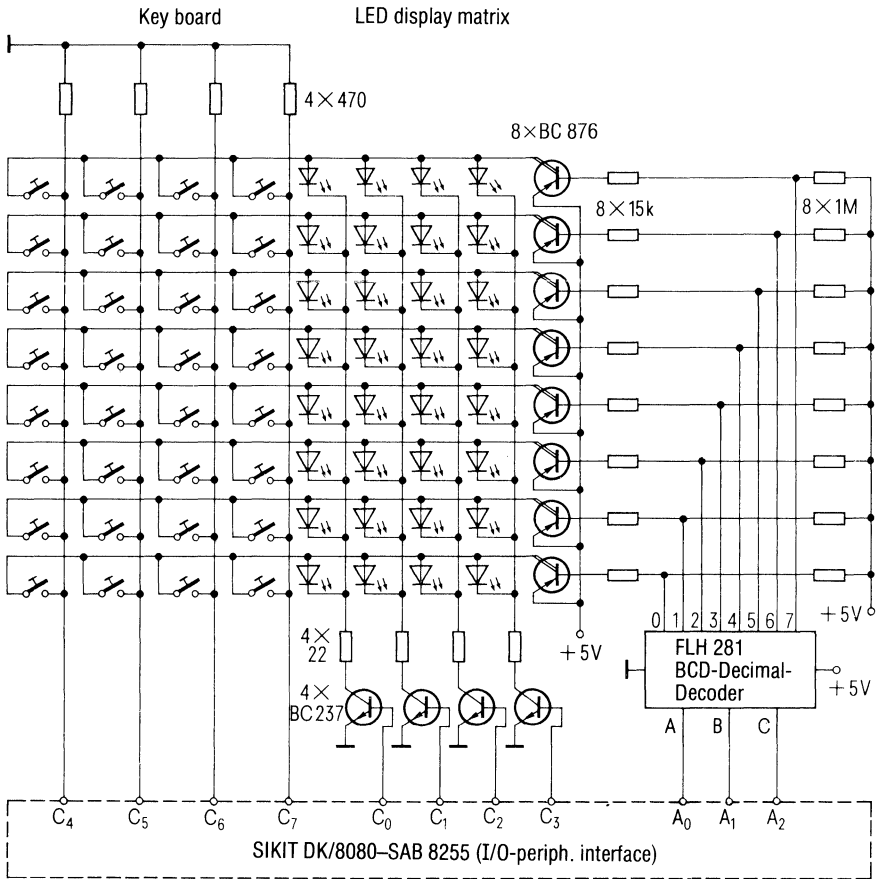 Key board
LED display matrix
4×470
8×BC 876
8×15k
8×1M
4×
22
4×
BC237
+5V
+5V
0 1 2 3 4 5 6 7
FLH 281
BCD-Decimal-
Decoder
+5V
A B C
C4 C5 C6 C7 C0 C1 C2 C3 A0 A1 A2
SIKIT DK/8080–SAB 8255 (I/O-periph. interface)